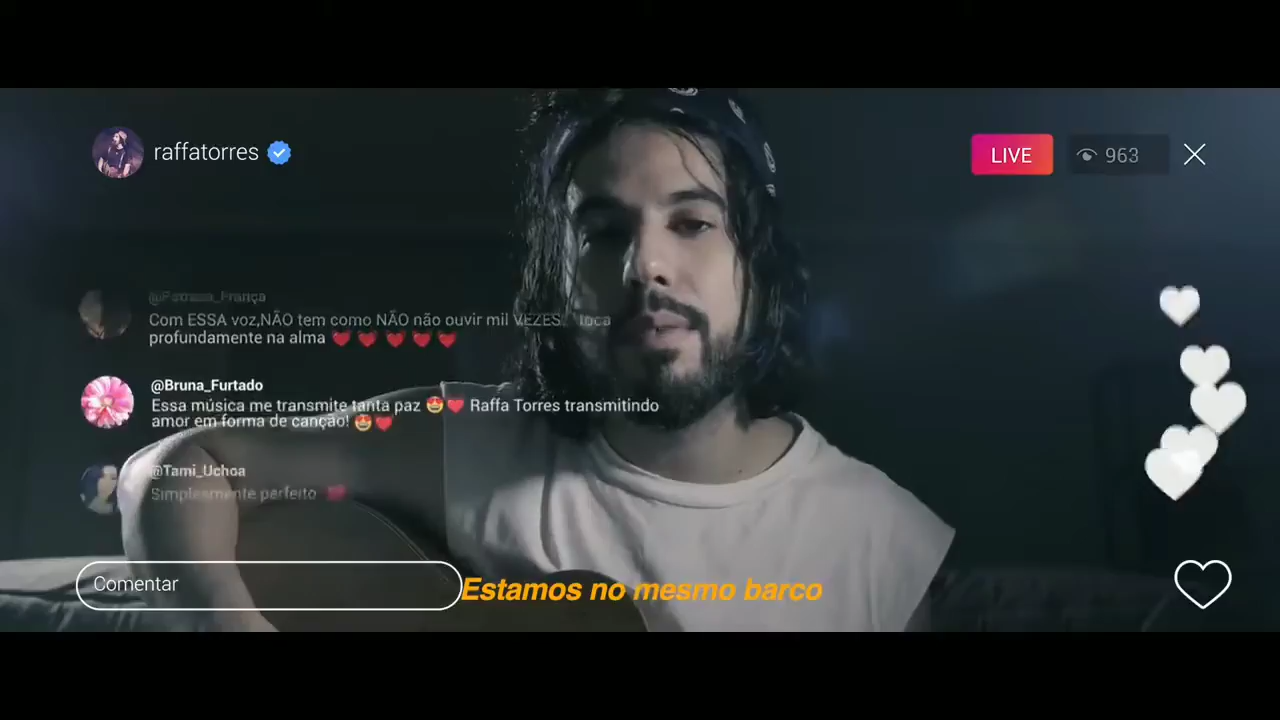 raffatorres
LIVE
963
Com ESSA voz,NÃO tem como NÃO não ouvir mil VEZES. toca
profundamente na alma ❤️ ❤️ ❤️ ❤️ ❤️
@Bruna_Furtado
Essa música me transmite tanta paz 😍❤️ Raffa Torres transmitindo
amor em forma de canção! 😍❤️
@Tami_Uchoa
Simplesmente perfeito ❤️
Comentar
Estamos no mesmo barco